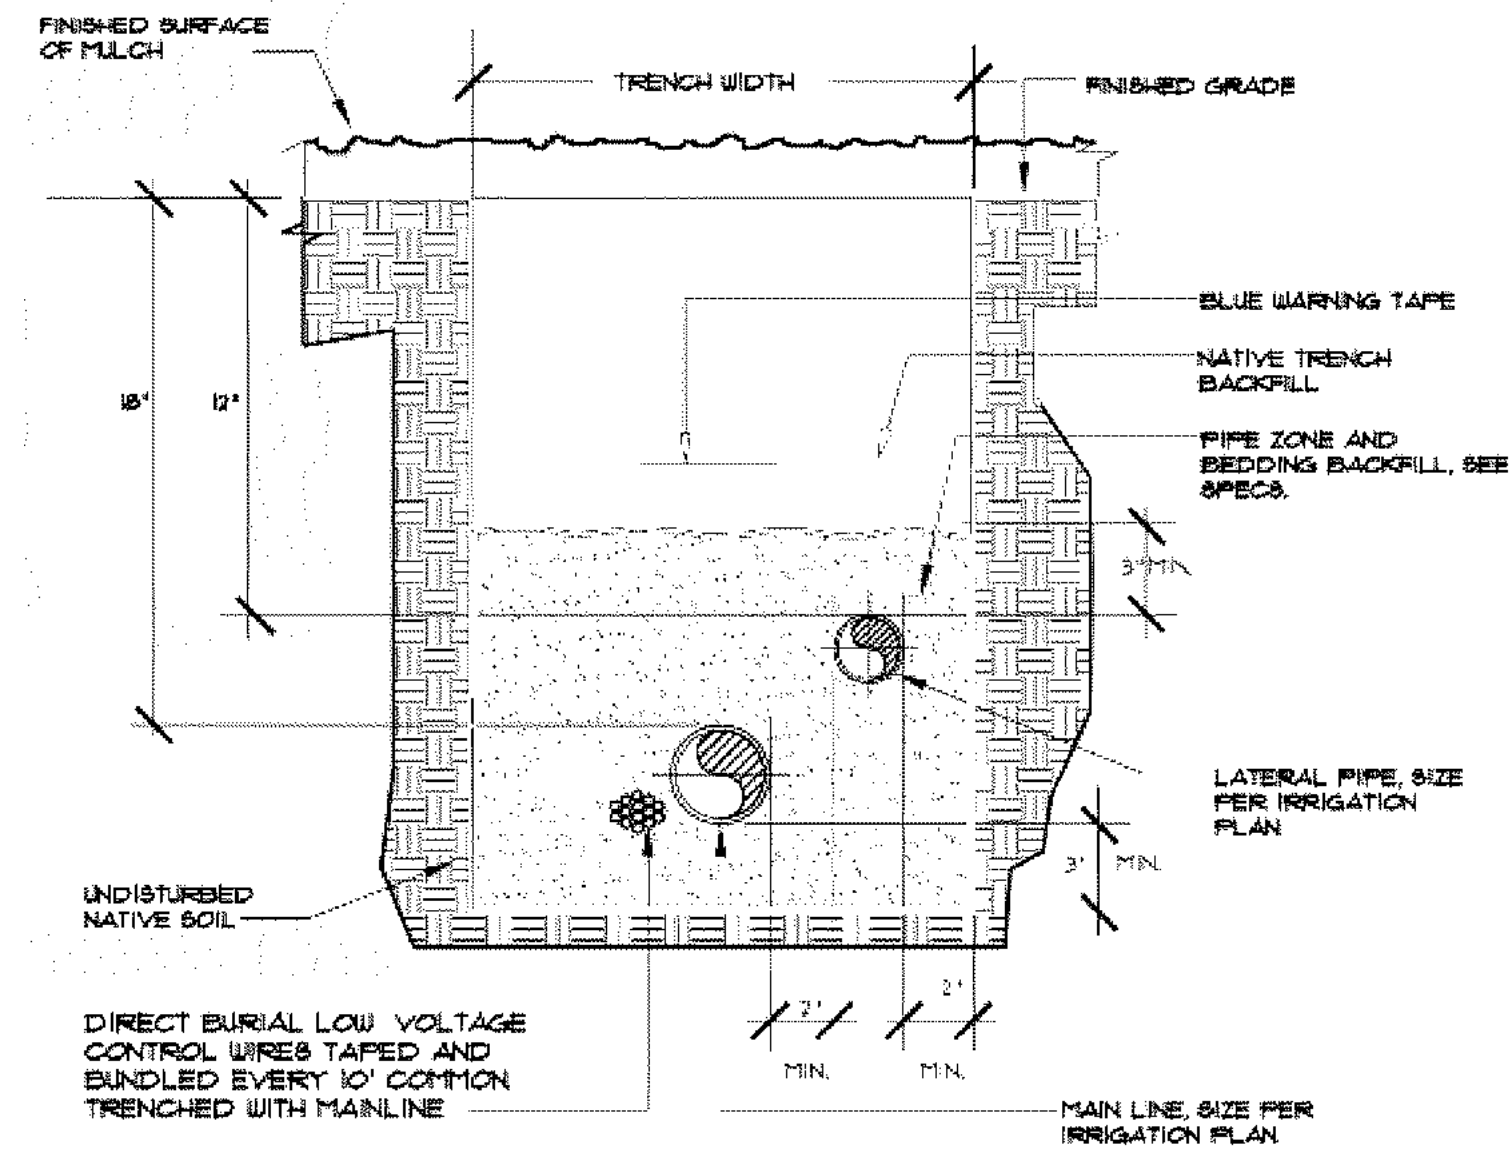 FINISHED SURFACE
OF MULCH
TRENCH WIDTH
FINISHED GRADE
BLUE WARNING TAPE
18"
12"
NATIVE TRENCH
BACKFILL
PIPE ZONE AND
BEDDING BACKFILL, SEE
SPECS.
3" MIN.
LATERAL PIPE, SIZE
PER IRRIGATION
PLAN
3" MIN.
UNDISTURBED
NATIVE SOIL
2" 2"
MIN. MIN.
DIRECT BURIAL LOW VOLTAGE
CONTROL WIRES TAPED AND
BUNDLED EVERY 10' COMMON
TRENCHED WITH MAINLINE
MAIN LINE, SIZE PER
IRRIGATION PLAN